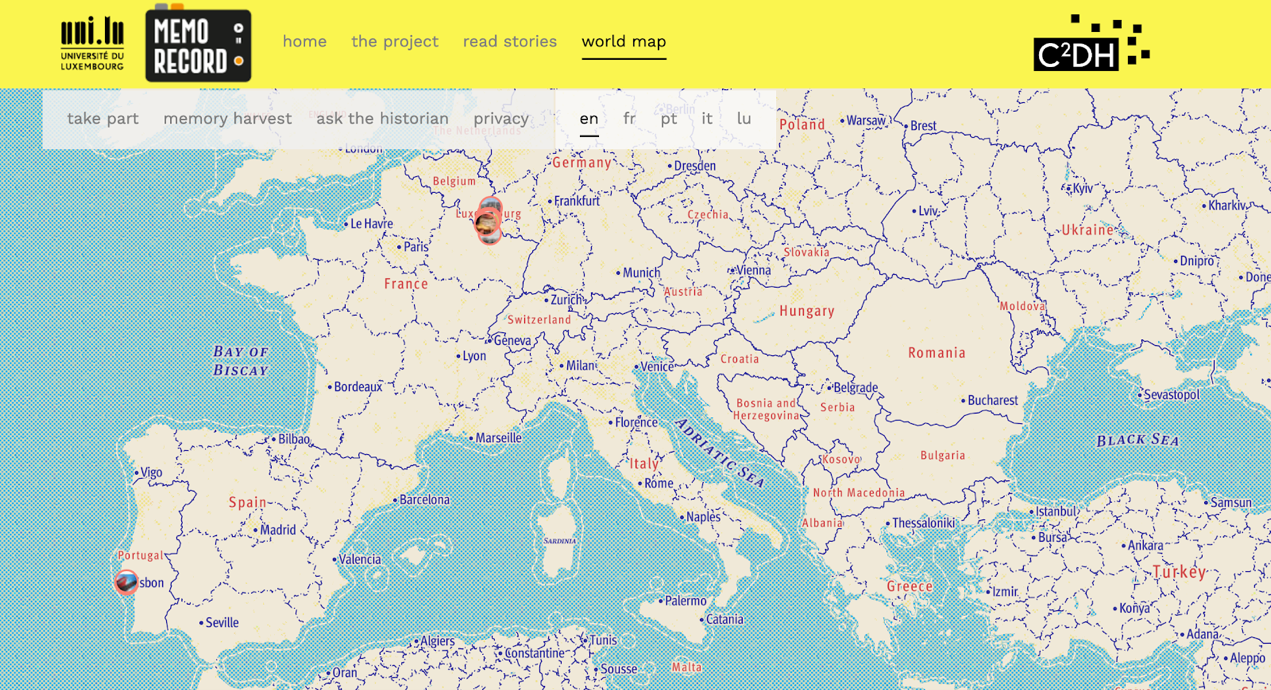 uni.lu
UNIVERSITÉ DU
LUXEMBOURG
MEMO
RECORD
home
the project
read stories
world map
C²DH
take part
memory harvest
ask the historian
privacy
en
fr
pt
it
lu
Berlin
The Netherlands
London
Poland
Warsaw
Brest
Germany
Dresden
Belgium
Kyiv
Frankfurt
Kharkiv
Le Havre
Czechia
Lviv
Ukraine
Paris
Slovakia
Dnipro
Munich
Vienna
France
Austria
Zurich
Moldova
Hungary
Switzerland
Geneva
Romania
Lyon
BAY OF
BISCAY
Croatia
Milan
Venice
Bordeaux
Belgrade
Sevastopol
Bucharest
Bosnia and
Herzegovina
Serbia
Florence
Marseille
Bilbao
BLACK SEA
ADRIATIC SEA
Bulgaria
Kosovo
Italy
Vigo
Rome
North Macedonia
Spain
Barcelona
Samsun
Istanbul
Naples
Albania
Thessaloniki
Madrid
Bursa
SARDINIA
Ankara
Portugal
Valencia
Turkey
sbon
Greece
Izmir
Palermo
Konya
Seville
Catania
Adana
Algiers
Tunis
Constantine
Aleppo
Malta
Sousse
Oran